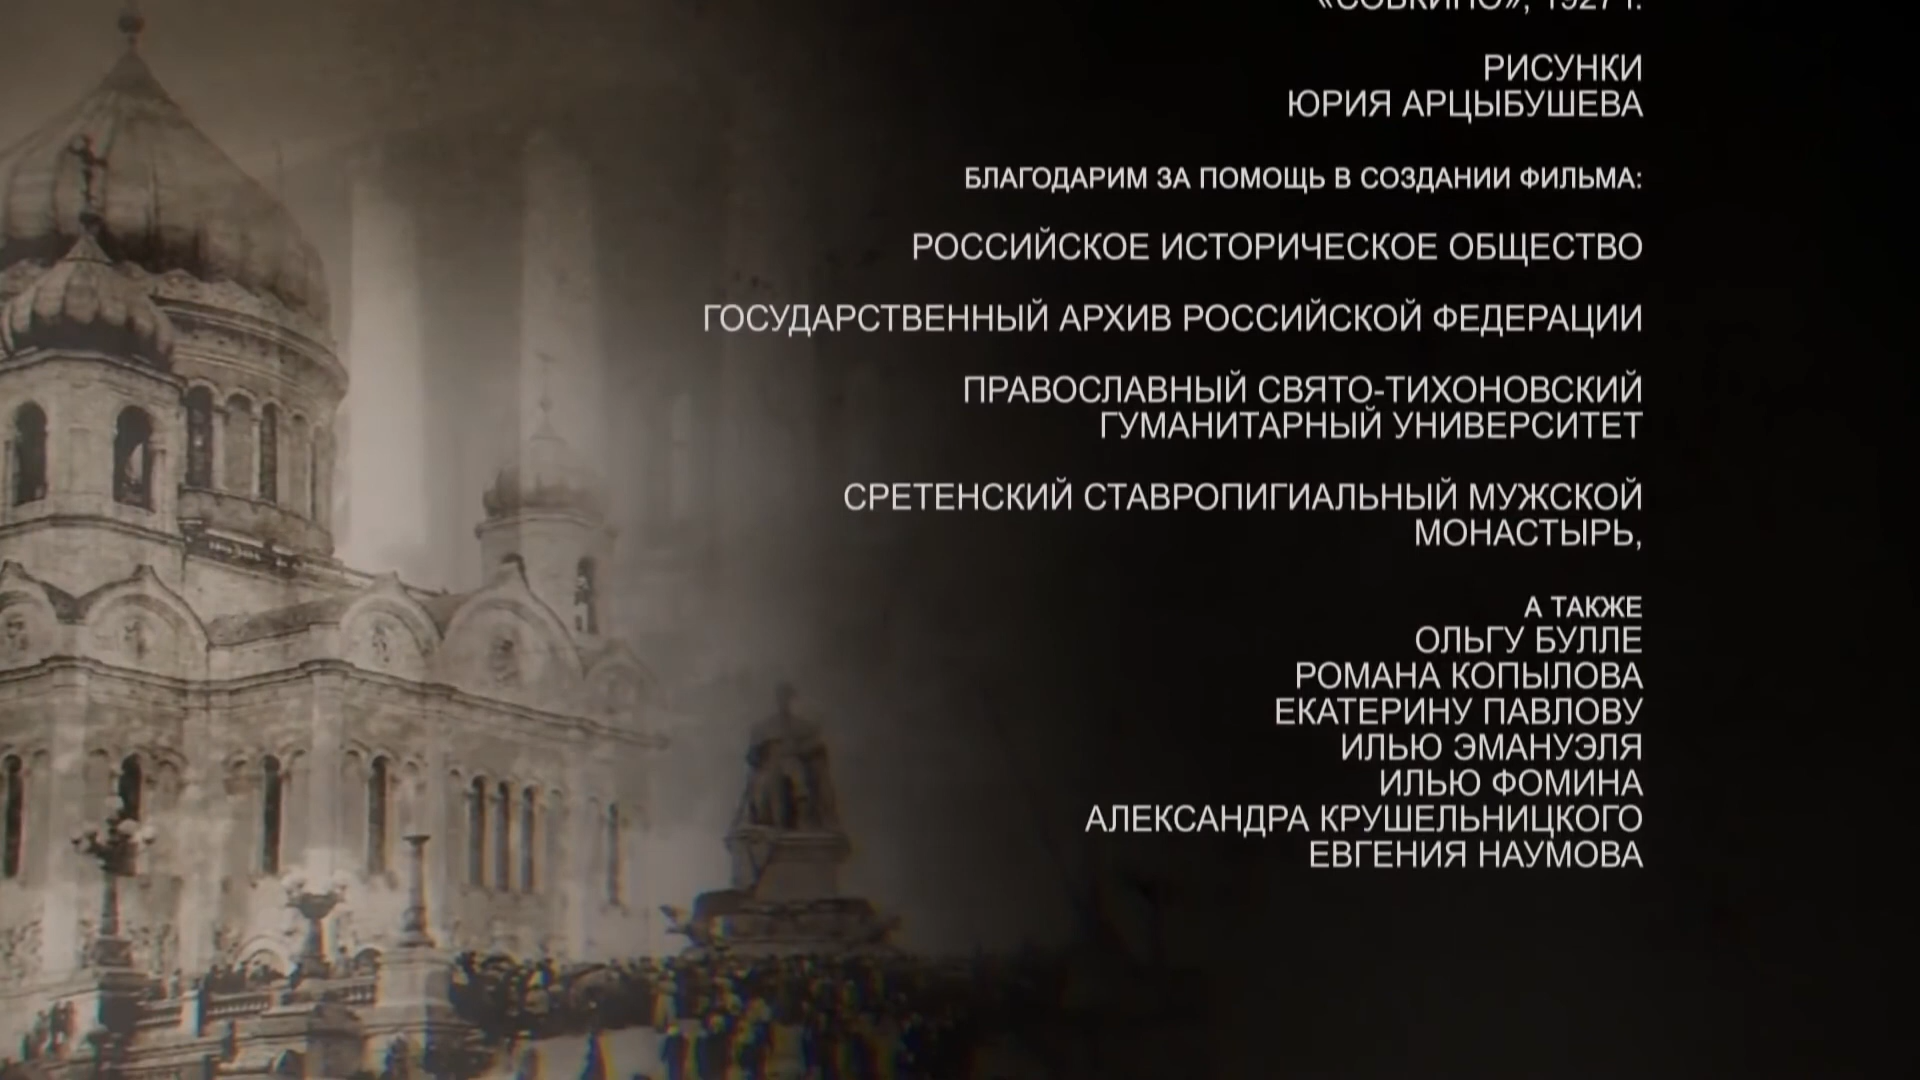 «СОВКИНО», 1927 г.
РИСУНКИ
ЮРИЯ АРЦЫБУШЕВА
БЛАГОДАРИМ ЗА ПОМОЩЬ В СОЗДАНИИ ФИЛЬМА:
РОССИЙСКОЕ ИСТОРИЧЕСКОЕ ОБЩЕСТВО
ГОСУДАРСТВЕННЫЙ АРХИВ РОССИЙСКОЙ ФЕДЕРАЦИИ
ПРАВОСЛАВНЫЙ СВЯТО-ТИХОНОВСКИЙ
ГУМАНИТАРНЫЙ УНИВЕРСИТЕТ
СРЕТЕНСКИЙ СТАВРОПИГИАЛЬНЫЙ МУЖСКОЙ
МОНАСТЫРЬ,
А ТАКЖЕ
ОЛЬГУ БУЛЛЕ
РОМАНА КОПЫЛОВА
ЕКАТЕРИНУ ПАВЛОВУ
ИЛЬЮ ЭМАНУЭЛЯ
ИЛЬЮ ФОМИНА
АЛЕКСАНДРА КРУШЕЛЬНИЦКОГО
ЕВГЕНИЯ НАУМОВА